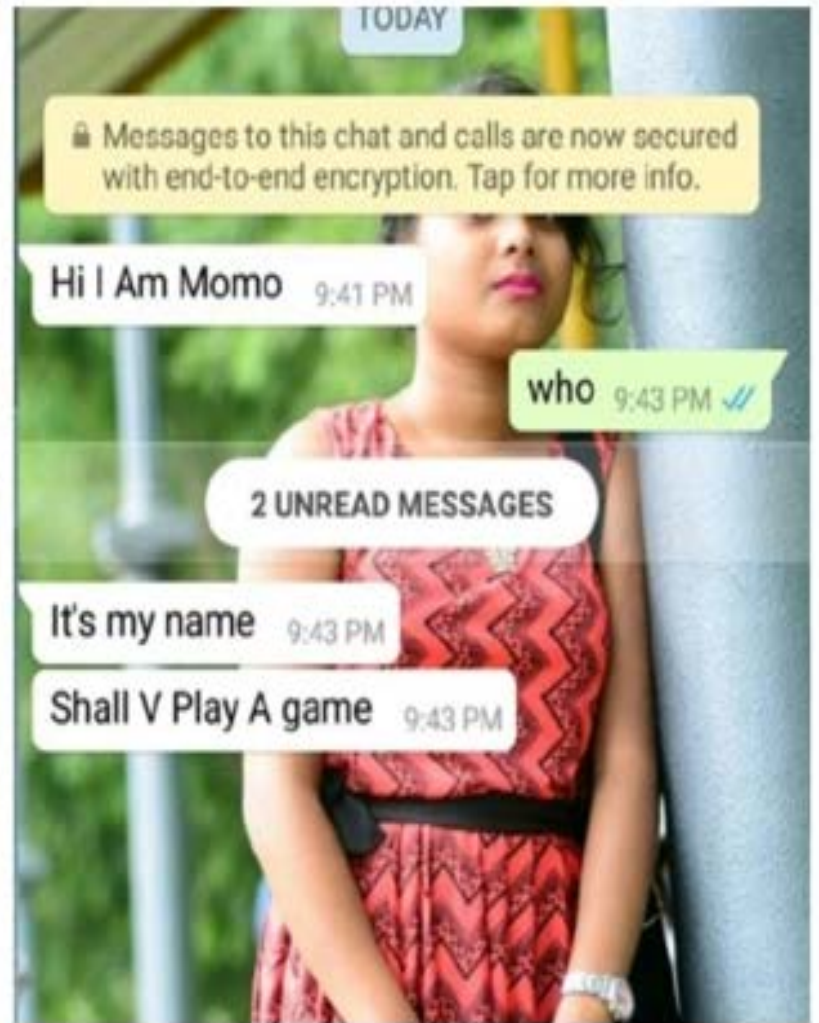 TODAY
Messages to this chat and calls are now secured
with end-to-end encryption. Tap for more info.
Hi I Am Momo 9:41 PM
who 9:43 PM
2 UNREAD MESSAGES
It's my name 9:43 PM
Shall V Play A game 9:43 PM